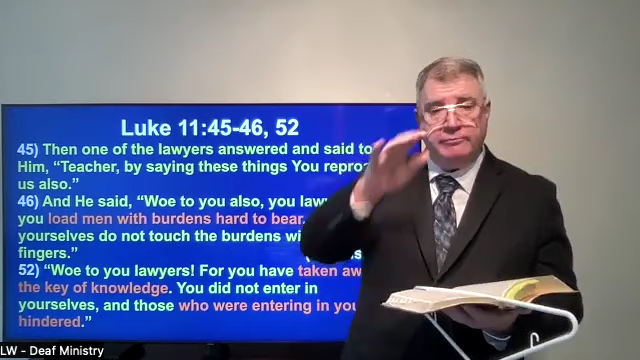 Luke 11:45-46, 52
45) Then one of the lawyers answered and said to
Him, “Teacher, by saying these things You
us also.”
46) And He said, “Woe to you also, you
you load men with burdens hard to bear.
yourselves do not touch the burdens
fingers.”
52) “Woe to you lawyers! For you have taken
the key of knowledge. You did not enter in
yourselves, and those who were entering in
hindered.”
LW - Deaf Ministry